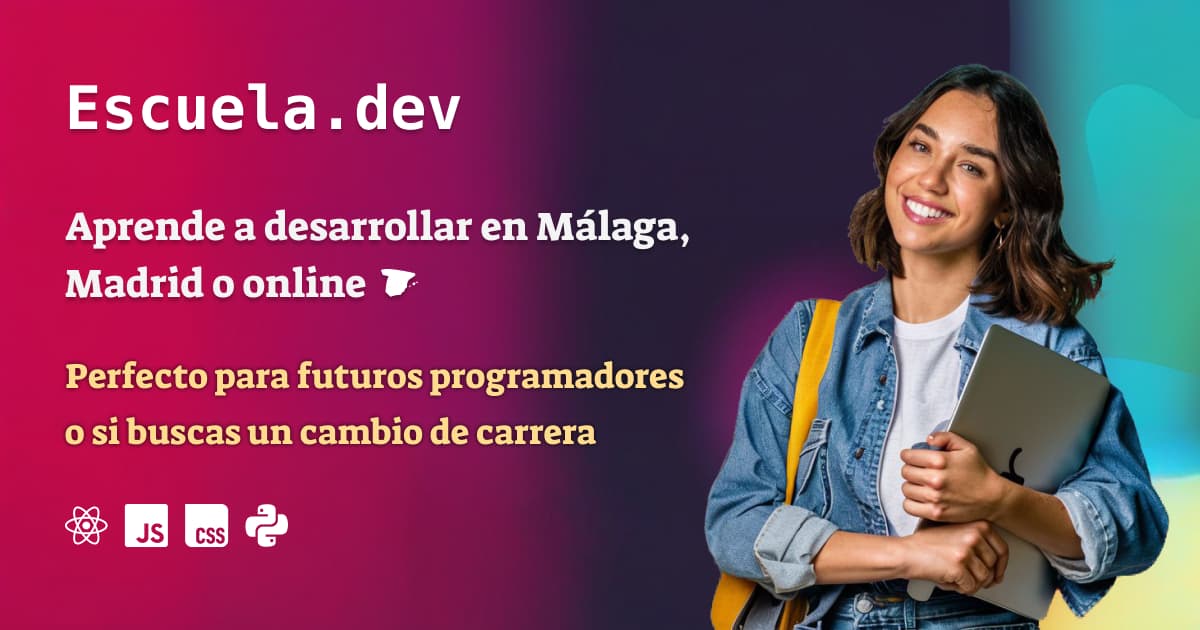 Escuela.dev
Aprende a desarrollar en Málaga,
Madrid o online
Perfecto para futuros programadores
o si buscas un cambio de carrera
JS CSS